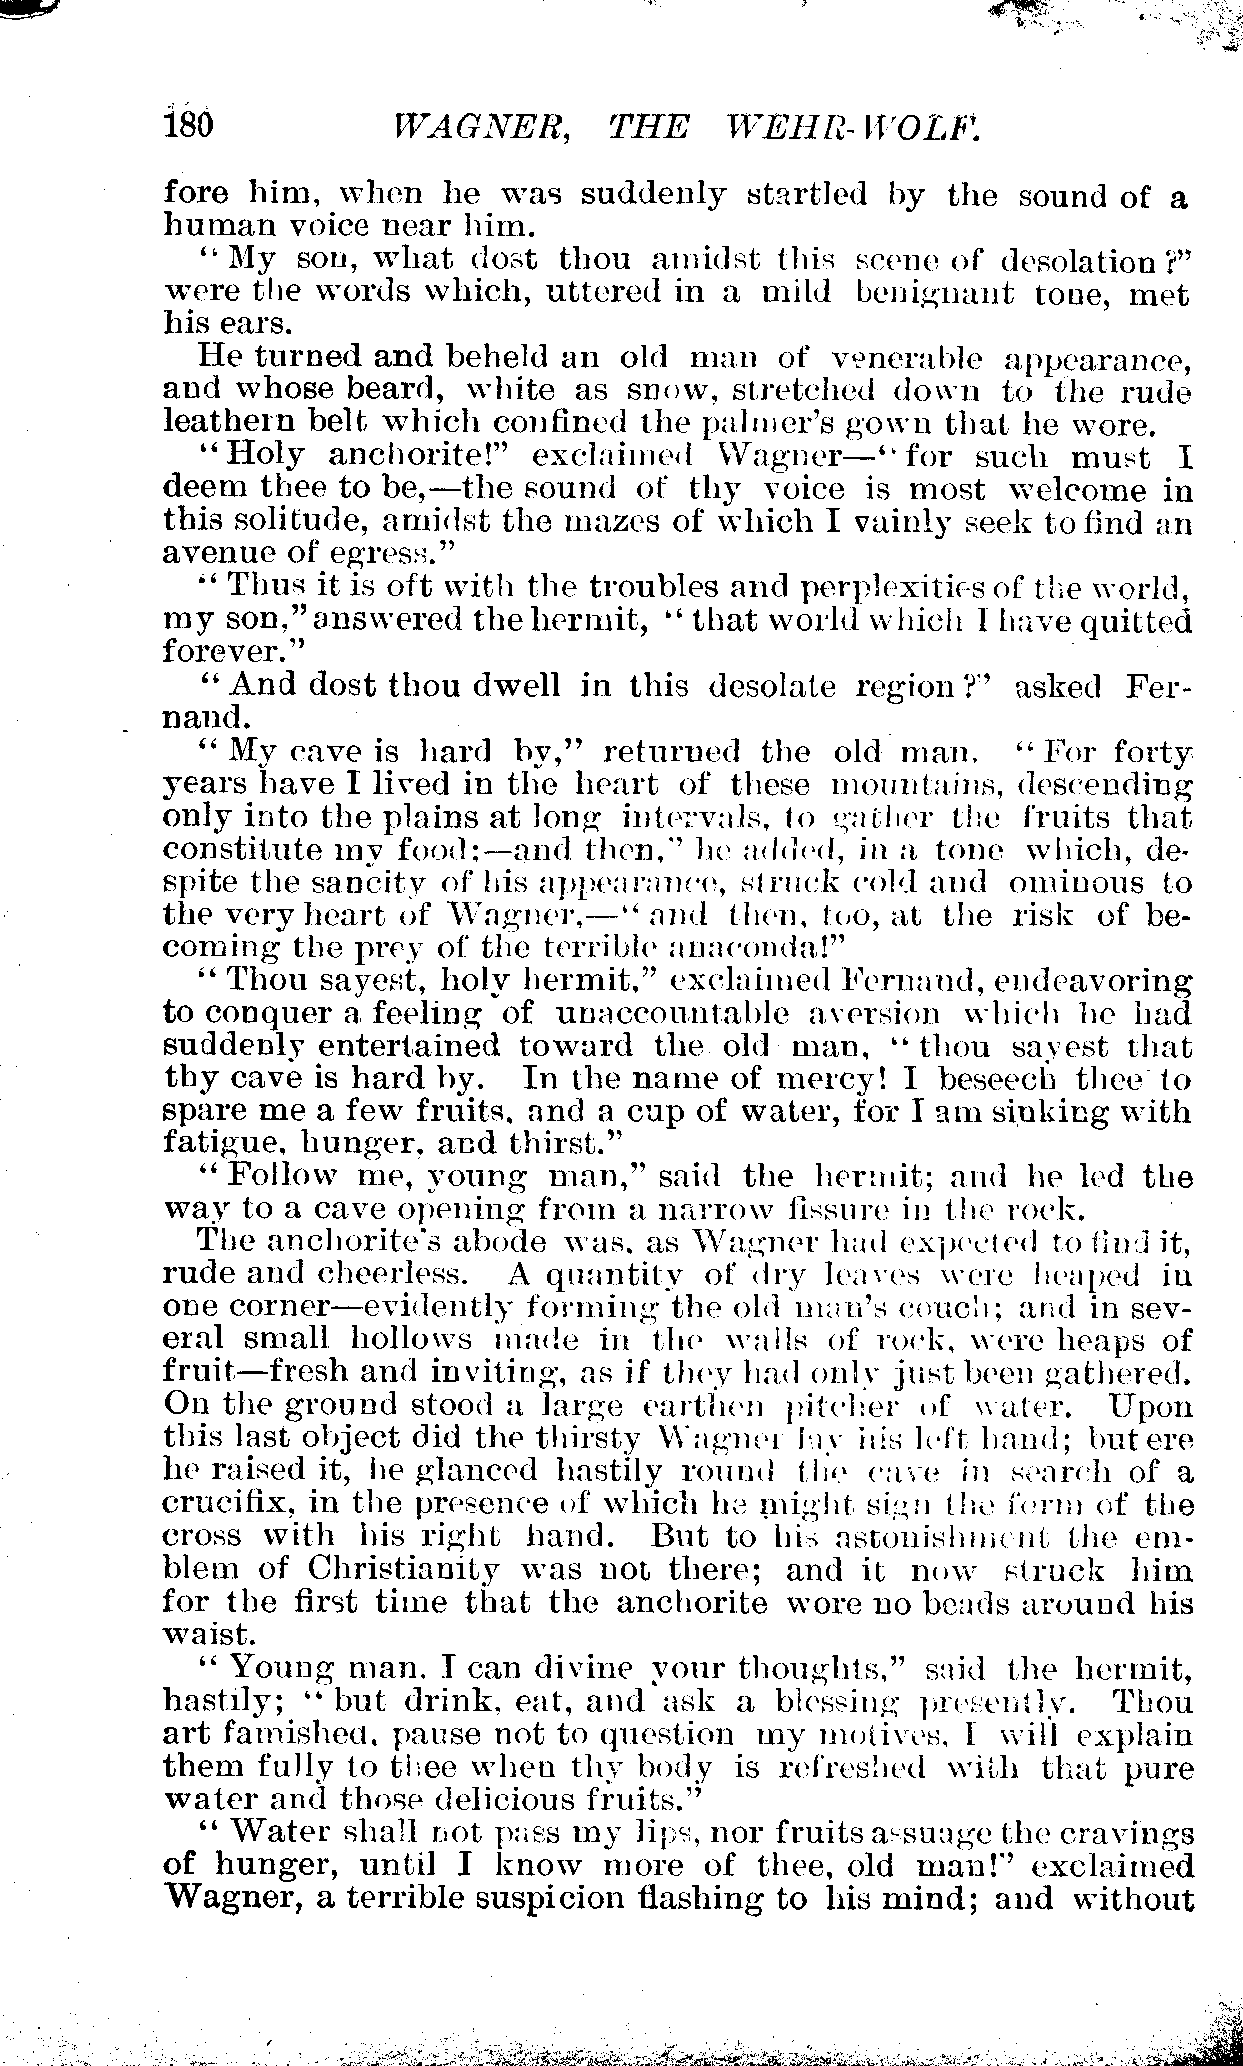 180 WAGNER, THE WEHR-WOLF.
fore him, when he was suddenly startled by the sound of a
human voice near him.
“My son, what dost thou amidst this scene of desolation?”
were the words which, uttered in a mild benignant tone, met
his ears.
He turned and beheld an old man of venerable appearance,
and whose beard, white as snow, stretched down to the rude
leathern belt which confined the palmer's gown that he wore.
“Holy anchorite!” exclaimed Wagner—“for such must I
deem thee to be,—the sound of thy voice is most welcome in
this solitude, amidst the mazes of which I vainly seek to find an
avenue of egress.”
“Thus it is oft with the troubles and perplexities of the world,
my son,” answered the hermit, “that world which I have quitted
forever.”
“And dost thou dwell in this desolate region?” asked Fer-
nand.
“My cave is hard by,” returned the old man. “For forty
years have I lived in the heart of these mountains, descending
only into the plains at long intervals, to gather the fruits that
constitute my food:—and then,” he added, in a tone which, de-
spite the sancity of his appearance, struck cold and ominous to
the very heart of Wagner,—“and then, too, at the risk of be-
coming the prey of the terrible anaconda!”
“Thou sayest, holy hermit,” exclaimed Fernand, endeavoring
to conquer a feeling of unaccountable aversion which he had
suddenly entertained toward the old man, “thou sayest that
thy cave is hard by. In the name of mercy! I beseech thee to
spare me a few fruits, and a cup of water, for I am sinking with
fatigue, hunger, and thirst.”
“Follow me, young man,” said the hermit; and he led the
way to a cave opening from a narrow fissure in the rock.
The anchorite's abode was, as Wagner had expected to find it,
rude and cheerless. A quantity of dry leaves were heaped in
one corner—evidently forming the old man's couch; and in sev-
eral small hollows made in the walls of rock, were heaps of
fruit—fresh and inviting, as if they had only just been gathered.
On the ground stood a large earthen pitcher of water. Upon
this last object did the thirsty Wagner lay his left hand; but ere
he raised it, he glanced hastily round the cave in search of a
crucifix, in the presence of which he might sign the form of the
cross with his right hand. But to his astonishment the em-
blem of Christianity was not there; and it now struck him
for the first time that the anchorite wore no beads around his
waist.
“Young man, I can divine your thoughts,” said the hermit,
hastily; “but drink, eat, and ask a blessing presently. Thou
art famished, pause not to question my motives, I will explain
them fully to thee when thy body is refreshed with that pure
water and those delicious fruits.”
“Water shall not pass my lips, nor fruits assuage the cravings
of hunger, until I know more of thee, old man!” exclaimed
Wagner, a terrible suspicion flashing to his mind; and without